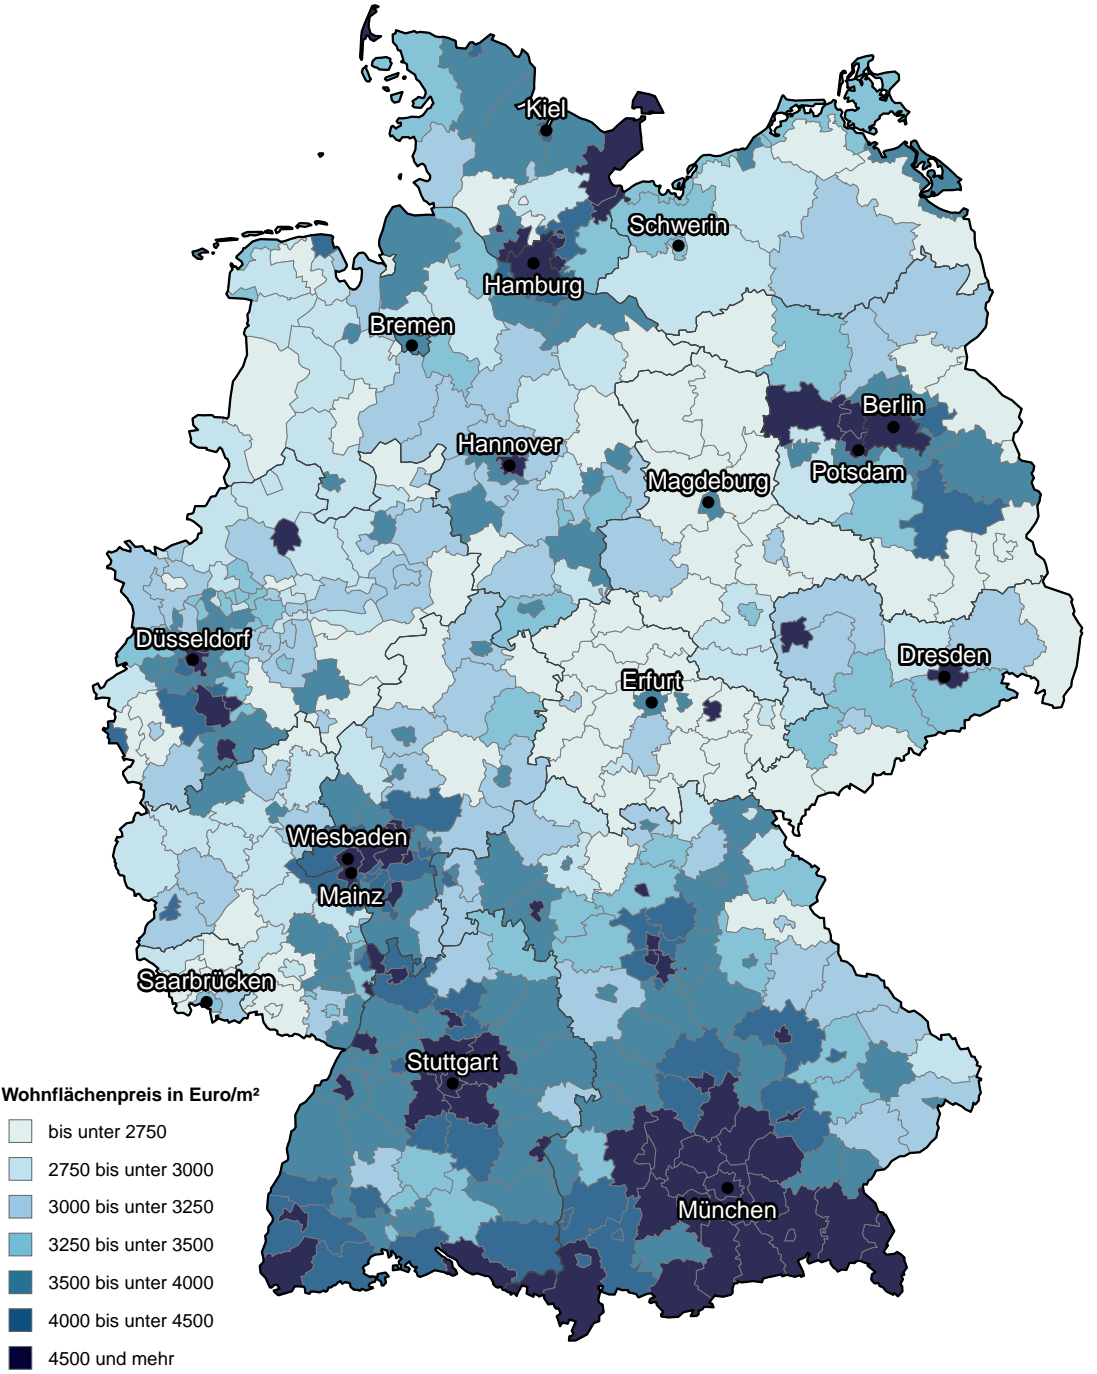 Kiel
Schwerin
Hamburg
Bremen
Berlin
Hannover
Potsdam
Magdeburg
Düsseldorf
Dresden
Erfurt
Wiesbaden
Mainz
Saarbrücken
Stuttgart
München
Wohnflächenpreis in Euro/m²
bis unter 2750
2750 bis unter 3000
3000 bis unter 3250
3250 bis unter 3500
3500 bis unter 4000
4000 bis unter 4500
4500 und mehr